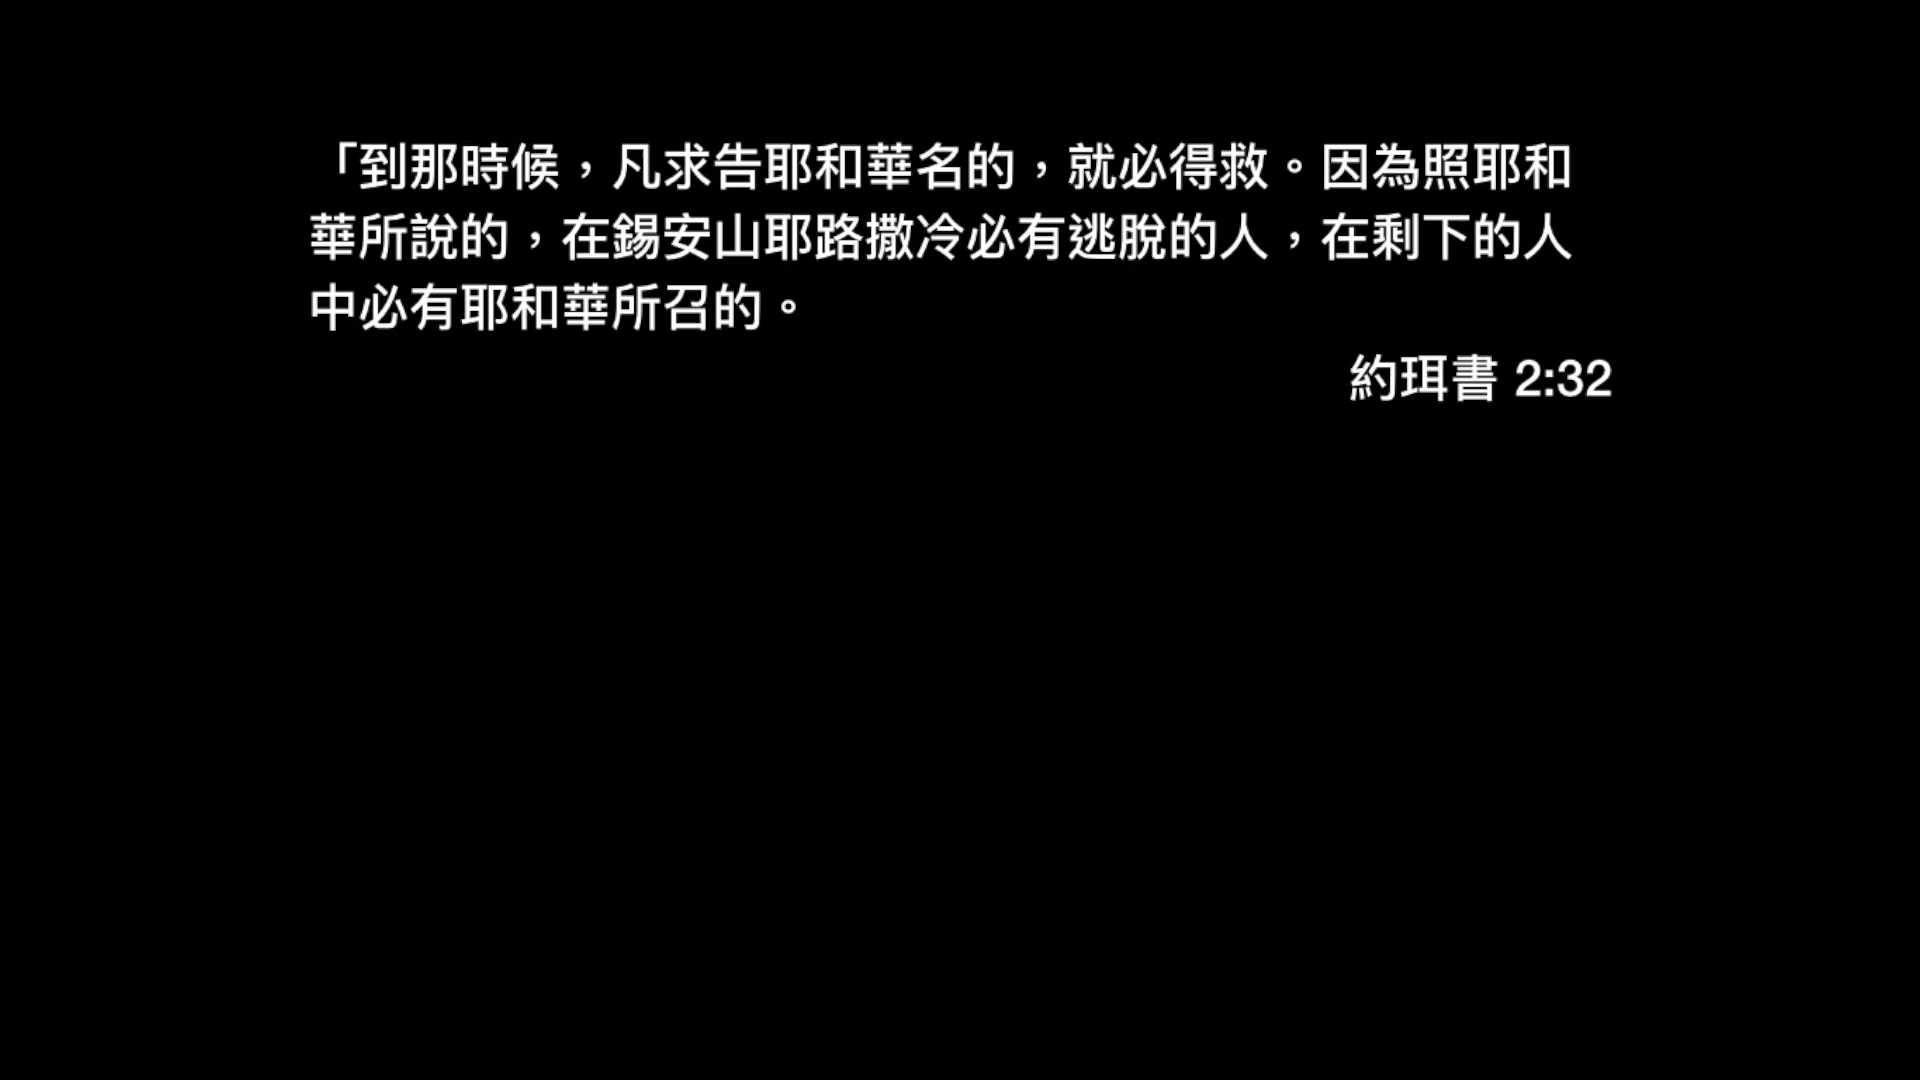 「到那時候，凡求告耶和華名的，就必得救。因為照耶和
華所說的，在錫安山耶路撒冷必有逃脫的人，在剩下的人
中必有耶和華所召的。
約珥書 2:32